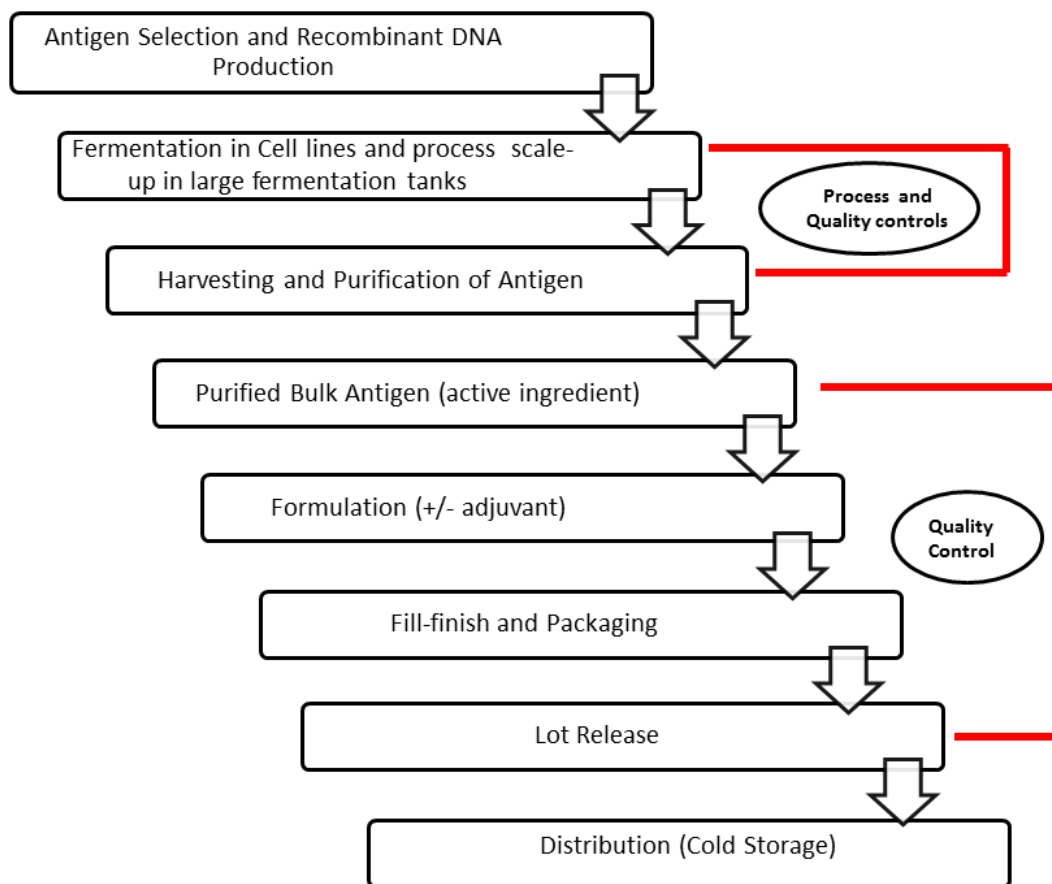 Antigen Selection and Recombinant DNA
Production
Fermentation in Cell lines and process scale-
up in large fermentation tanks
Process and
Quality controls
Harvesting and Purification of Antigen
Purified Bulk Antigen (active ingredient)
Formulation (+/- adjuvant)
Quality
Control
Fill-finish and Packaging
Lot Release
Distribution (Cold Storage)